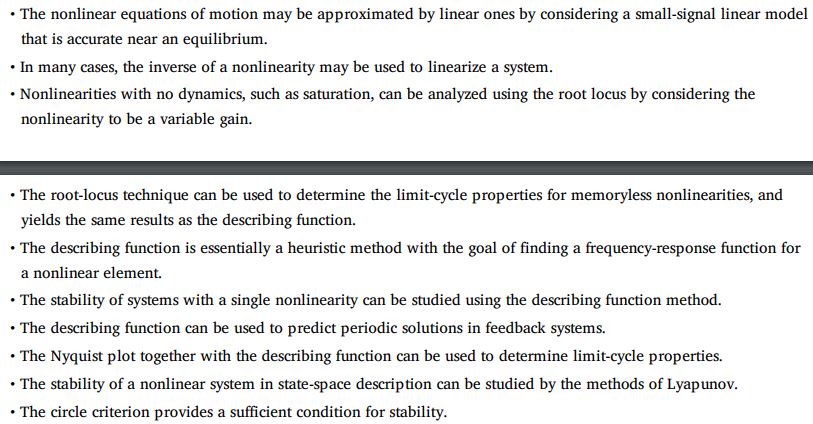 • The nonlinear equations of motion may be approximated by linear ones by considering a small-signal linear model
that is accurate near an equilibrium.
• In many cases, the inverse of a nonlinearity may be used to linearize a system.
• Nonlinearities with no dynamics, such as saturation, can be analyzed using the root locus by considering the
nonlinearity to be a variable gain.
• The root-locus technique can be used to determine the limit-cycle properties for memoryless nonlinearities, and
yields the same results as the describing function.
• The describing function is essentially a heuristic method with the goal of finding a frequency-response function for
a nonlinear element.
• The stability of systems with a single nonlinearity can be studied using the describing function method.
• The describing function can be used to predict periodic solutions in feedback systems.
• The Nyquist plot together with the describing function can be used to determine limit-cycle properties.
• The stability of a nonlinear system in state-space description can be studied by the methods of Lyapunov.
• The circle criterion provides a sufficient condition for stability.